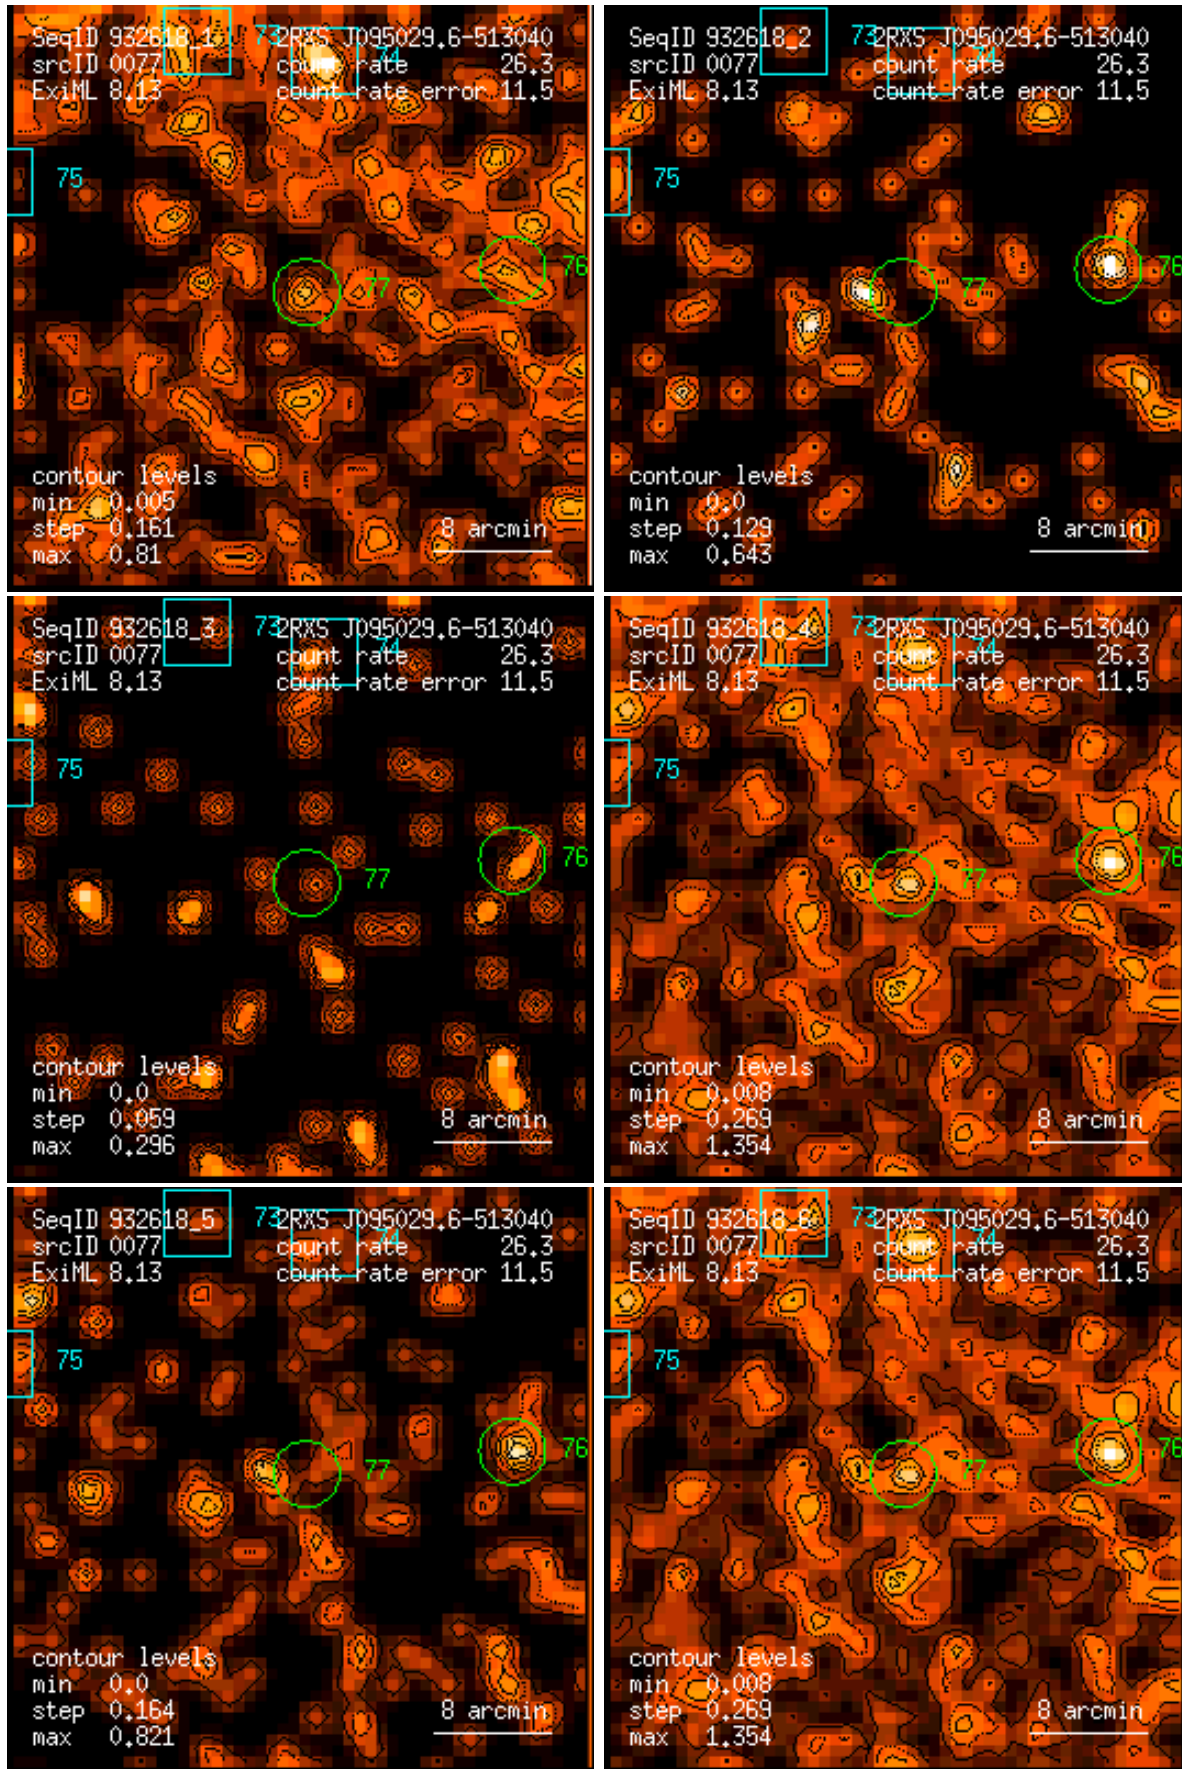 SeqID 932618_1 73 2RXS J095029.6-513040
srcID 0077 count rate 74 26.3
ExiML 8.13 count rate error 11.5
75
76
77
contour levels
min 0.005
step 0.161
max 0.81
8 arcmin
SeqID 932618_2 73 2RXS J095029.6-513040
srcID 0077 count rate 74 26.3
ExiML 8.13 count rate error 11.5
75
76
77
contour levels
min 0.0
step 0.129
max 0.643
8 arcmin
SeqID 932618_3 73 2RXS J095029.6-513040
srcID 0077 count rate 74 26.3
ExiML 8.13 count rate error 11.5
75
76
77
contour levels
min 0.0
step 0.059
max 0.296
8 arcmin
SeqID 932618_4 73 2RXS J095029.6-513040
srcID 0077 count rate 74 26.3
ExiML 8.13 count rate error 11.5
75
76
77
contour levels
min 0.008
step 0.269
max 1.354
8 arcmin
SeqID 932618_5 73 2RXS J095029.6-513040
srcID 0077 count rate 74 26.3
ExiML 8.13 count rate error 11.5
75
76
77
contour levels
min 0.0
step 0.164
max 0.821
8 arcmin
SeqID 932618_6 73 2RXS J095029.6-513040
srcID 0077 count rate 74 26.3
ExiML 8.13 count rate error 11.5
75
76
77
contour levels
min 0.008
step 0.269
max 1.354
8 arcmin